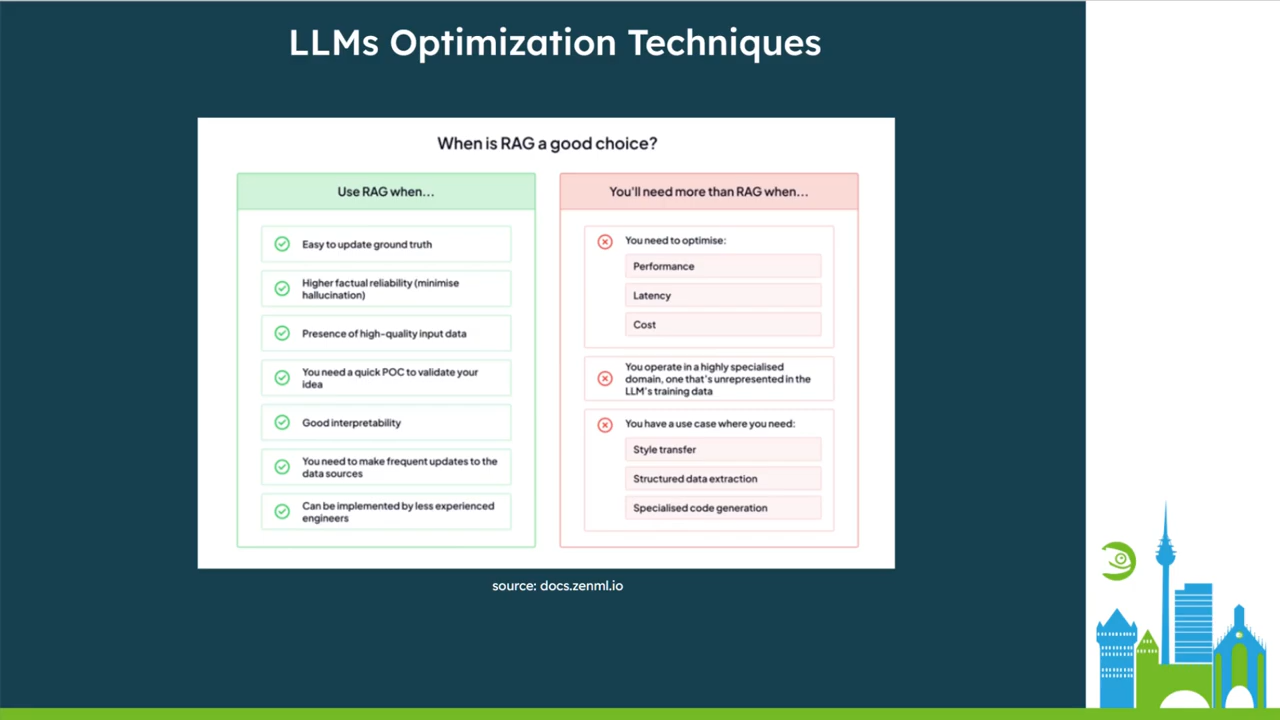 LLMs Optimization Techniques
When is RAG a good choice?
Use RAG when...
Easy to update ground truth
Higher factual reliability (minimise
hallucination)
Presence of high-quality input data
You need a quick POC to validate your
idea
Good interpretability
You need to make frequent updates to the
data sources
Can be implemented by less experienced
engineers
You'll need more than RAG when...
You need to optimise:
Performance
Latency
Cost
You operate in a highly specialised
domain, one that's unrepresented in the
LLM's training data
You have a use case where you need:
Style transfer
Structured data extraction
Specialised code generation
source: docs.zenml.io